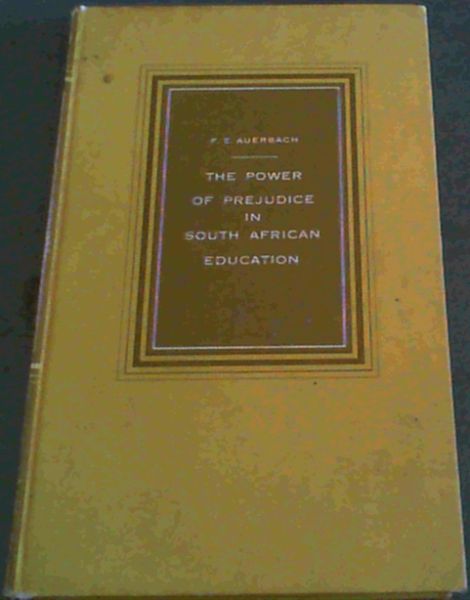 F. E. AUERBACH
THE POWER
OF PREJUDICE
IN
SOUTH AFRICAN
EDUCATION